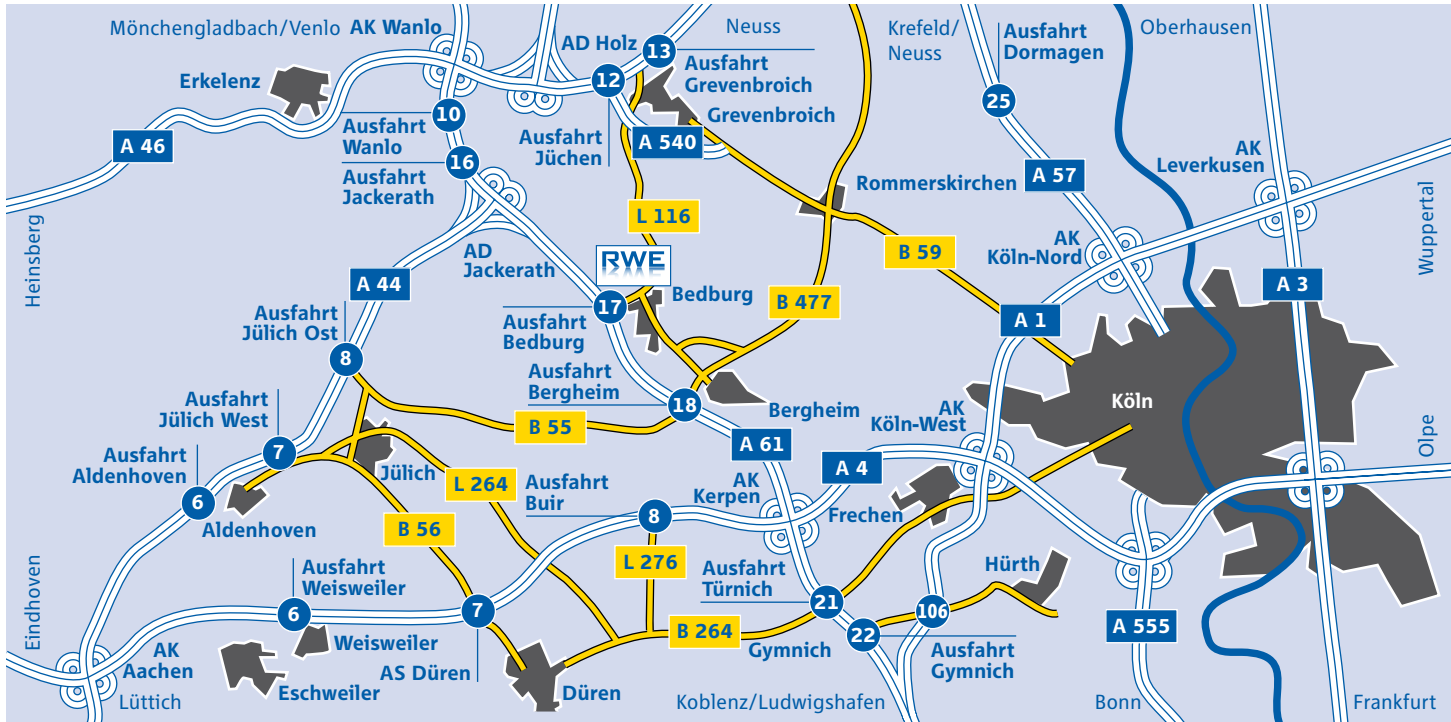 Mönchengladbach/Venlo AK Wanlo
Neuss
Krefeld/
Neuss
Ausfahrt
Dormagen
Oberhausen
AD Holz
13
Ausfahrt
Grevenbroich
Erkelenz
12
Grevenbroich
25
10
Ausfahrt
Wanlo
Ausfahrt
Jüchen
A 46
A 540
AK
Leverkusen
16
Ausfahrt
Jackerath
Rommerskirchen
A 57
L 116
B 59
AK
Köln-Nord
Wuppertal
Heinsberg
AD
Jackerath
RWE
A 44
Bedburg
B 477
A 3
17
Ausfahrt
Bedburg
A 1
Ausfahrt
Jülich Ost
8
Ausfahrt
Bergheim
18
Bergheim
Ausfahrt
Jülich West
7
B 55
A 61
AK
Köln-West
Köln
Olpe
Ausfahrt
Aldenhoven
6
Jülich
L 264
Ausfahrt
Buir
AK
Kerpen
A 4
8
Frechen
Aldenhoven
B 56
L 276
Ausfahrt
Türnich
Hürth
Ausfahrt
Weisweiler
6
7
21
106
Eindhoven
Weisweiler
B 264
Gymnich
22
Ausfahrt
Gymnich
A 555
AK
Aachen
Eschweiler
AS Düren
Düren
Lüttich
Koblenz/Ludwigshafen
Bonn
Frankfurt